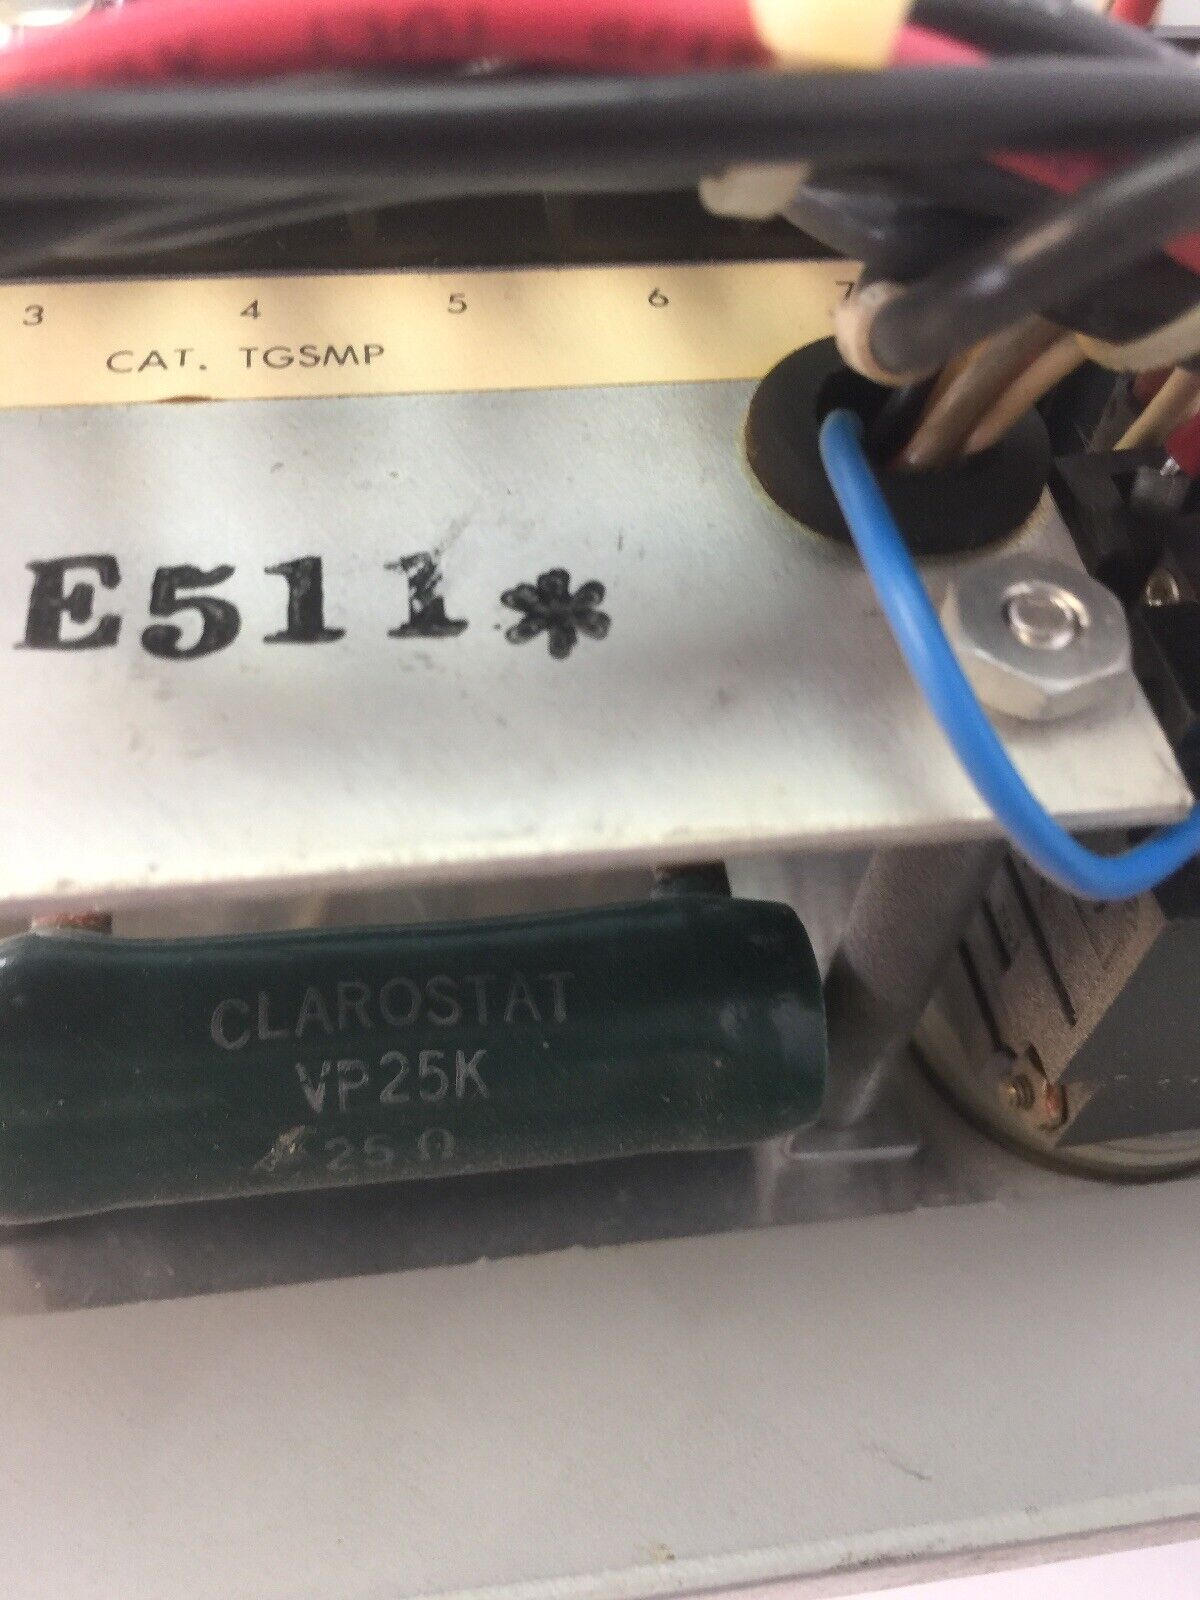 3 4 5 6 7
CAT. TGSMP
E511*
CLAROSTAT
VP25K
25 Ω